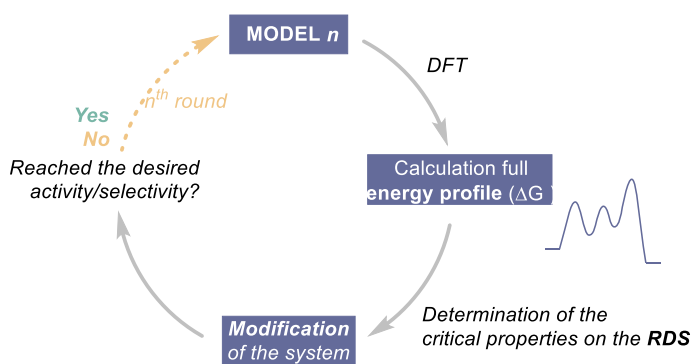 MODEL n
DFT
nth round
Yes
No
Reached the desired
activity/selectivity?
Calculation full
energy profile (ΔG )
Determination of the
critical properties on the RDS
Modification
of the system